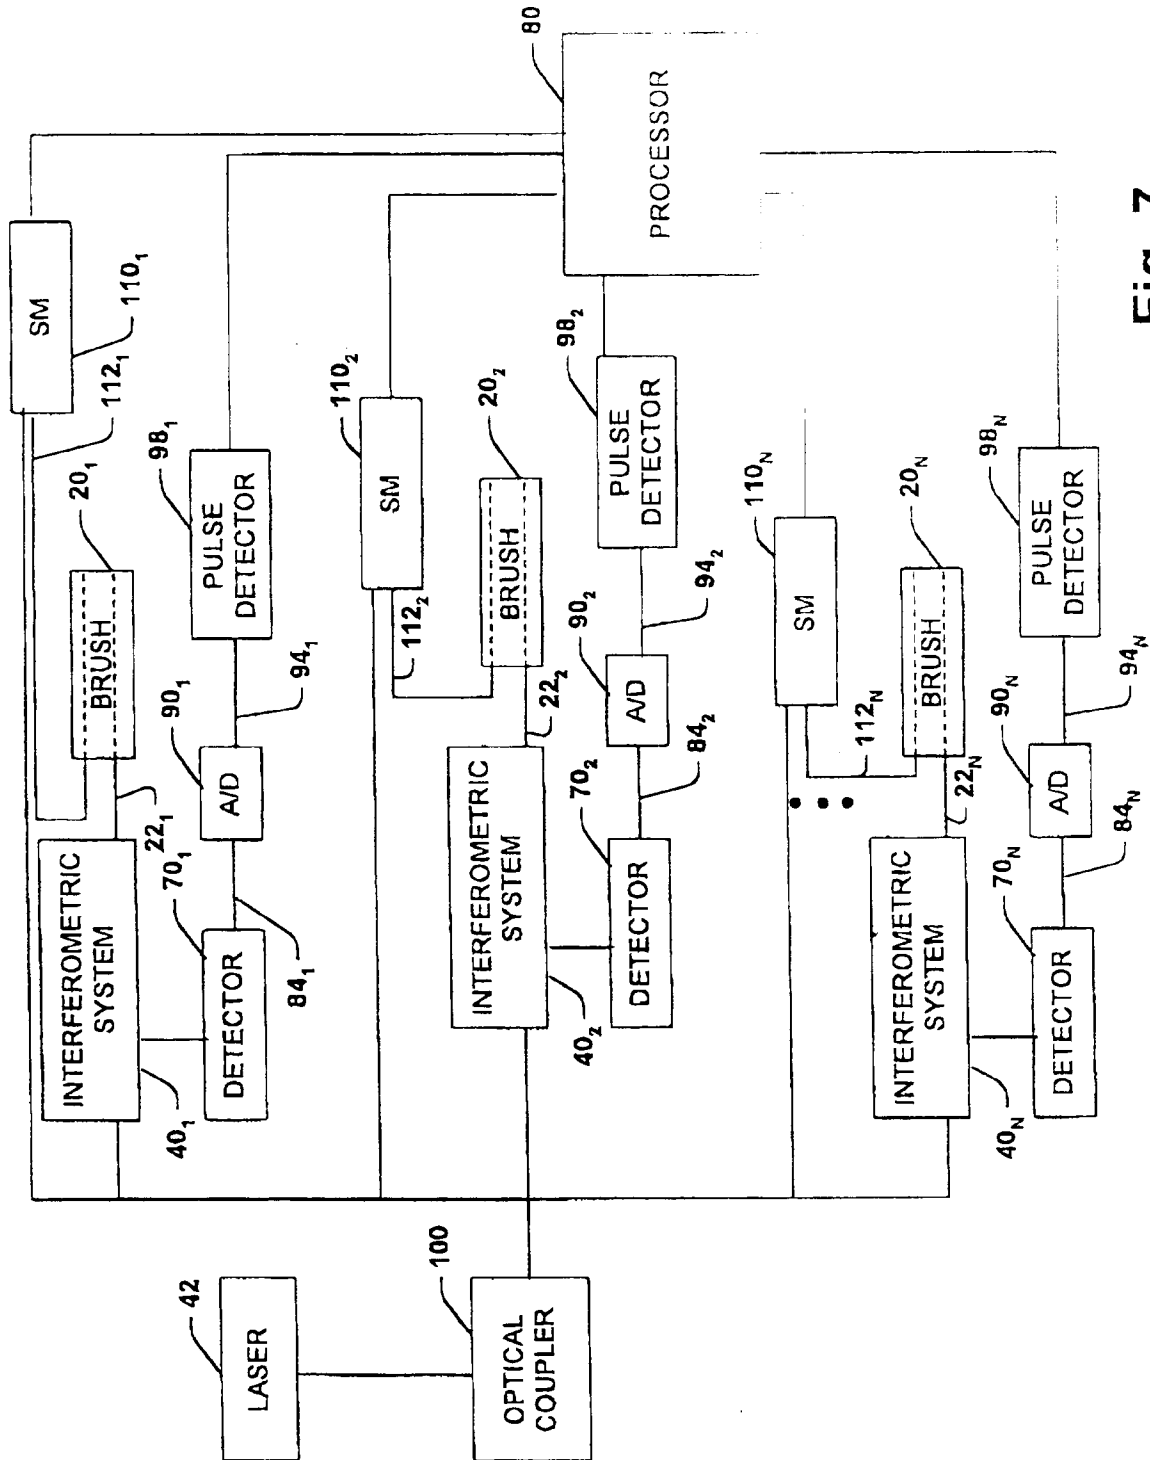 LASER
42
OPTICAL
COUPLER
100
INTERFEROMETRIC
SYSTEM
40₁
22₁
BRUSH
20₁
SM
110₁
112₁
DETECTOR
70₁
84₁
A/D
90₁
94₁
PULSE
DETECTOR
98₁
INTERFEROMETRIC
SYSTEM
40₂
22₂
BRUSH
20₂
SM
110₂
112₂
DETECTOR
70₂
84₂
A/D
90₂
94₂
PULSE
DETECTOR
98₂
INTERFEROMETRIC
SYSTEM
40N
22N
BRUSH
20N
SM
110N
112N
DETECTOR
70N
84N
A/D
90N
94N
PULSE
DETECTOR
98N
PROCESSOR
80
Fig. 7